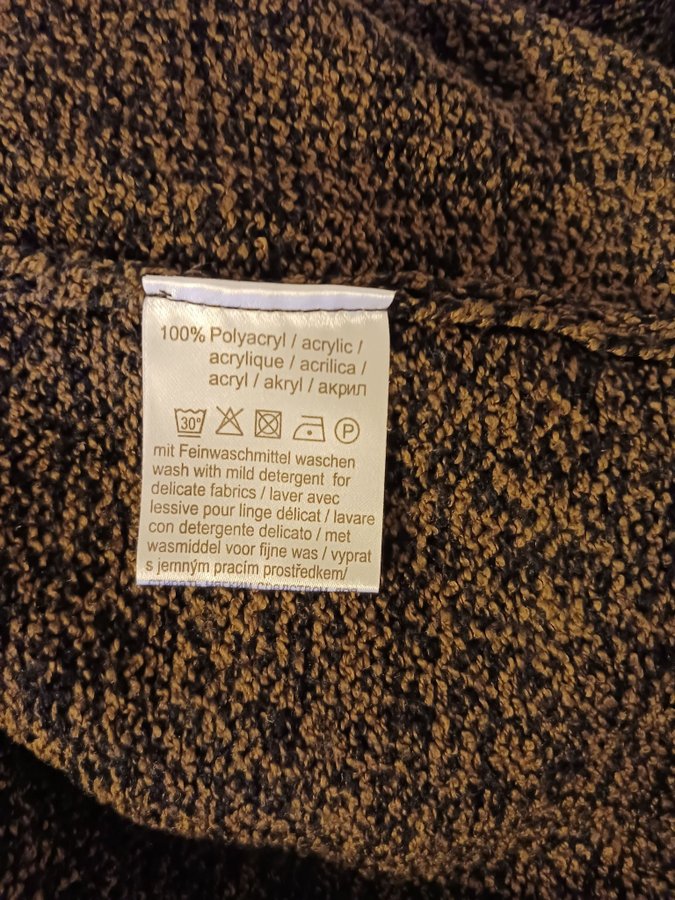 100% Polyacryl / acrylic /
acrylique / acrilica /
acryl / akryl / акрил
30° P
mit Feinwaschmittel waschen
wash with mild detergent for
delicate fabrics / laver avec
lessive pour linge délicat / lavare
con detergente delicato / met
wasmiddel voor fijne was / vyprat
s jemným pracím prostředkem/